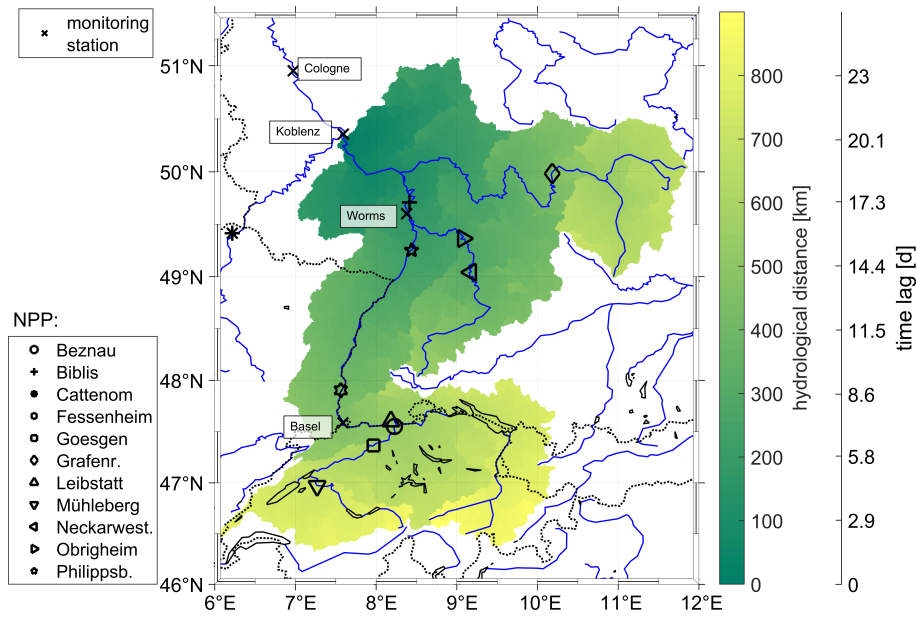 monitoring
station
Cologne
Koblenz
Worms
Basel
NPP:
Beznau
Biblis
Cattenom
Fessenheim
Goesgen
Grafenr.
Leibstatt
Mühleberg
Neckarwest.
Obrigheim
Philippsb.
51°N
50°N
49°N
48°N
47°N
46°N
6°E
7°E
8°E
9°E
10°E
11°E
12°E
800
700
600
500
400
300
200
100
0
hydrological distance [km]
23
20.1
17.3
14.4
11.5
8.6
5.8
2.9
0
time lag [d]